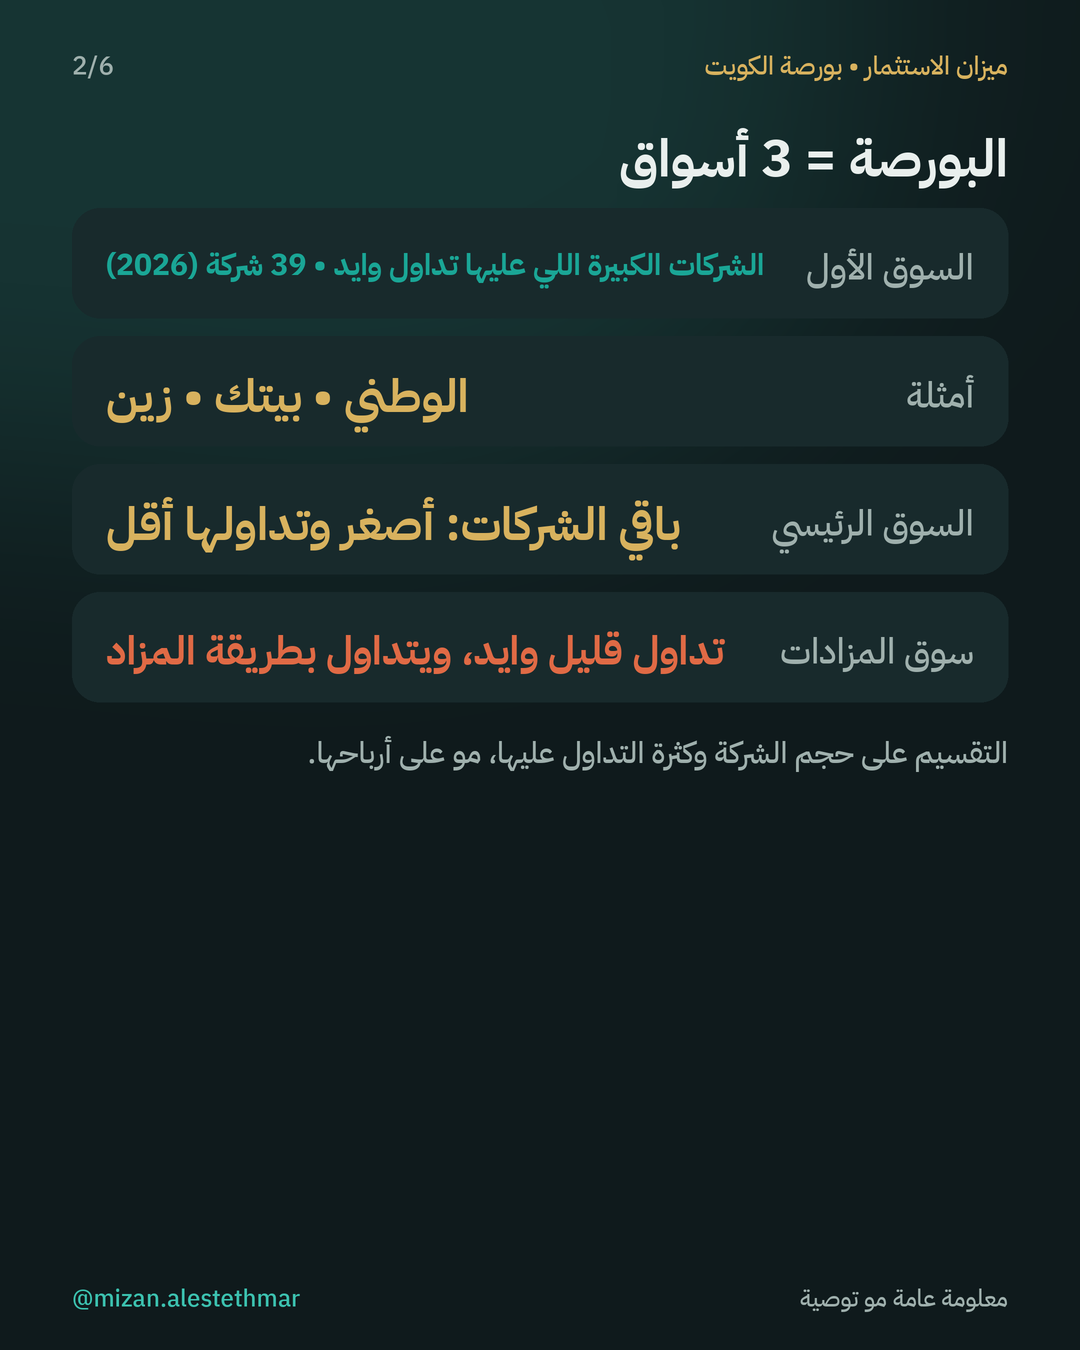 ميزان الاستثمار • بورصة الكويت
2/6
البورصة = 3 أسواق
السوق الأول
الشركات الكبيرة اللي عليها تداول وايد • 39 شركة (2026)
أمثلة
الوطني • بيتك • زين
السوق الرئيسي
باقي الشركات: أصغر وتداولها أقل
سوق المزادات
تداول قليل وايد، ويتداول بطريقة المزاد
التقسيم على حجم الشركة وكثرة التداول عليها، مو على أرباحها.
معلومة عامة مو توصية
@mizan.alestethmar